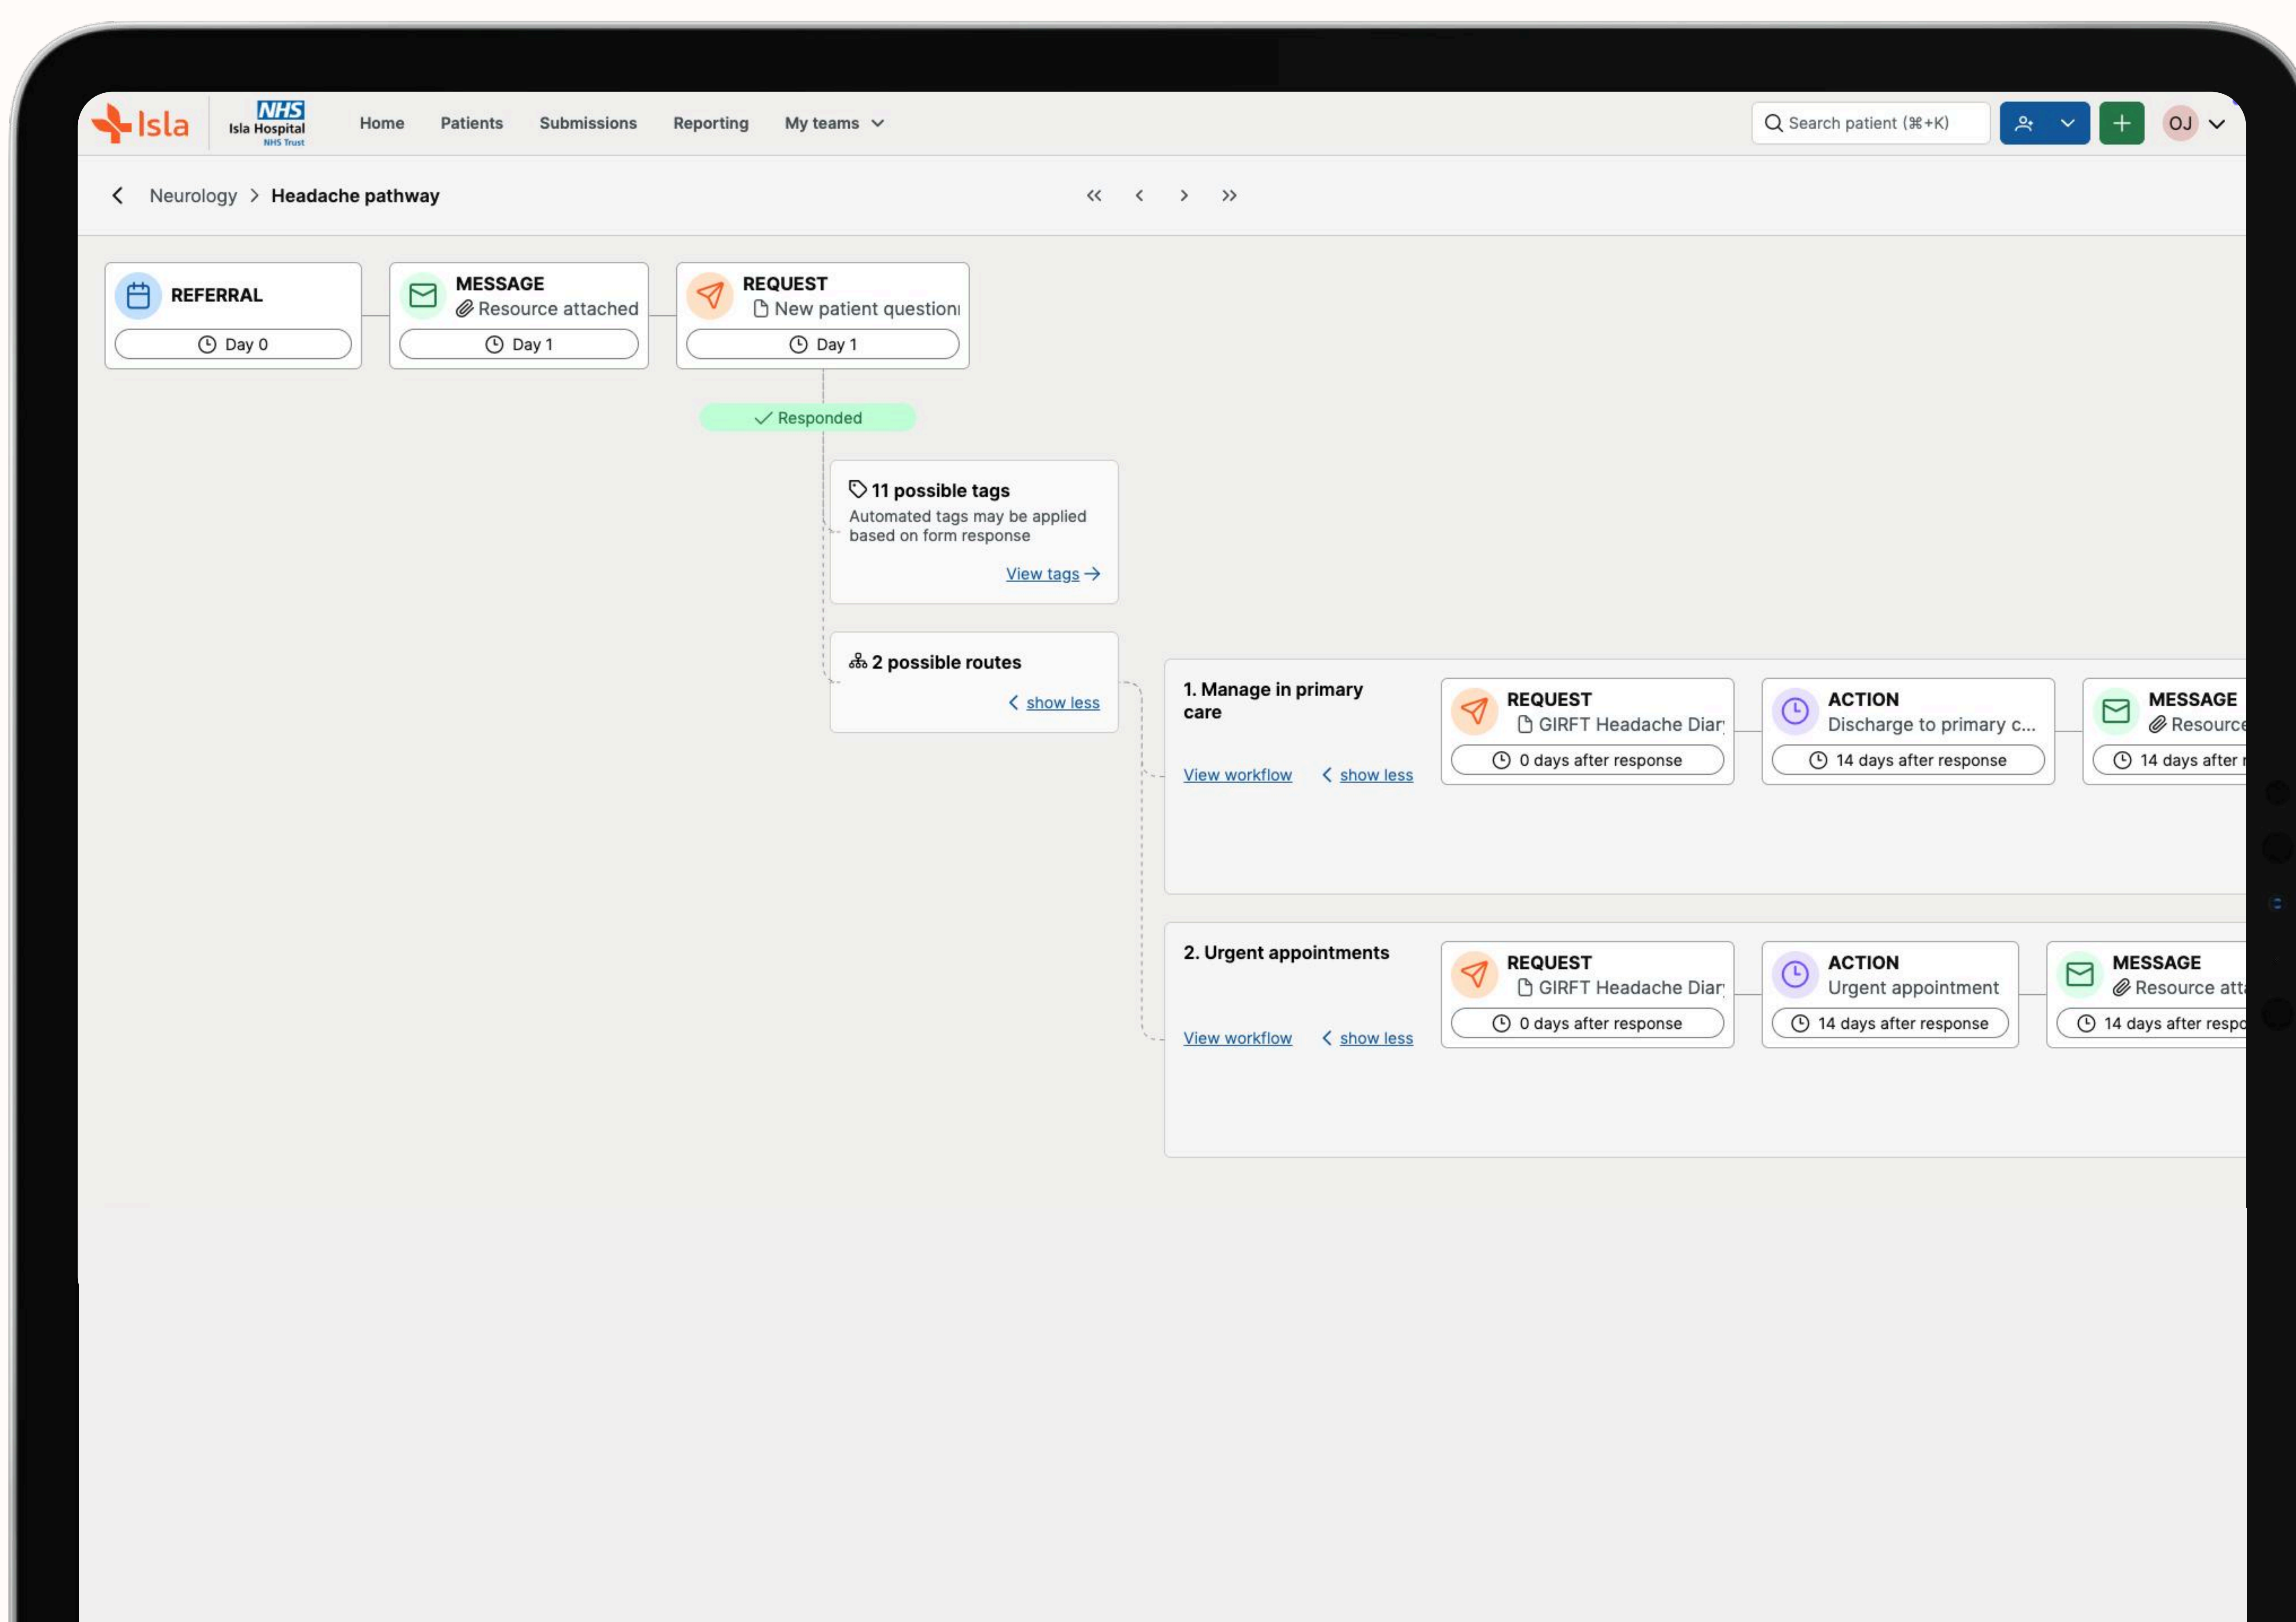 Isla
NHS
Isla Hospital
NHS Trust
Home Patients Submissions Reporting My teams
Search patient (⌘+K)
OJ
Neurology > Headache pathway
REFERRAL
Day 0
MESSAGE
Resource attached
Day 1
REQUEST
New patient question
Day 1
Responded
11 possible tags
Automated tags may be applied
based on form response
View tags
2 possible routes
show less
1. Manage in primary
care
View workflow show less
REQUEST
GIRFT Headache Diar
0 days after response
ACTION
Discharge to primary c...
14 days after response
MESSAGE
Resource
14 days after
2. Urgent appointments
View workflow show less
REQUEST
GIRFT Headache Diar
0 days after response
ACTION
Urgent appointment
14 days after response
MESSAGE
Resource att
14 days after respo